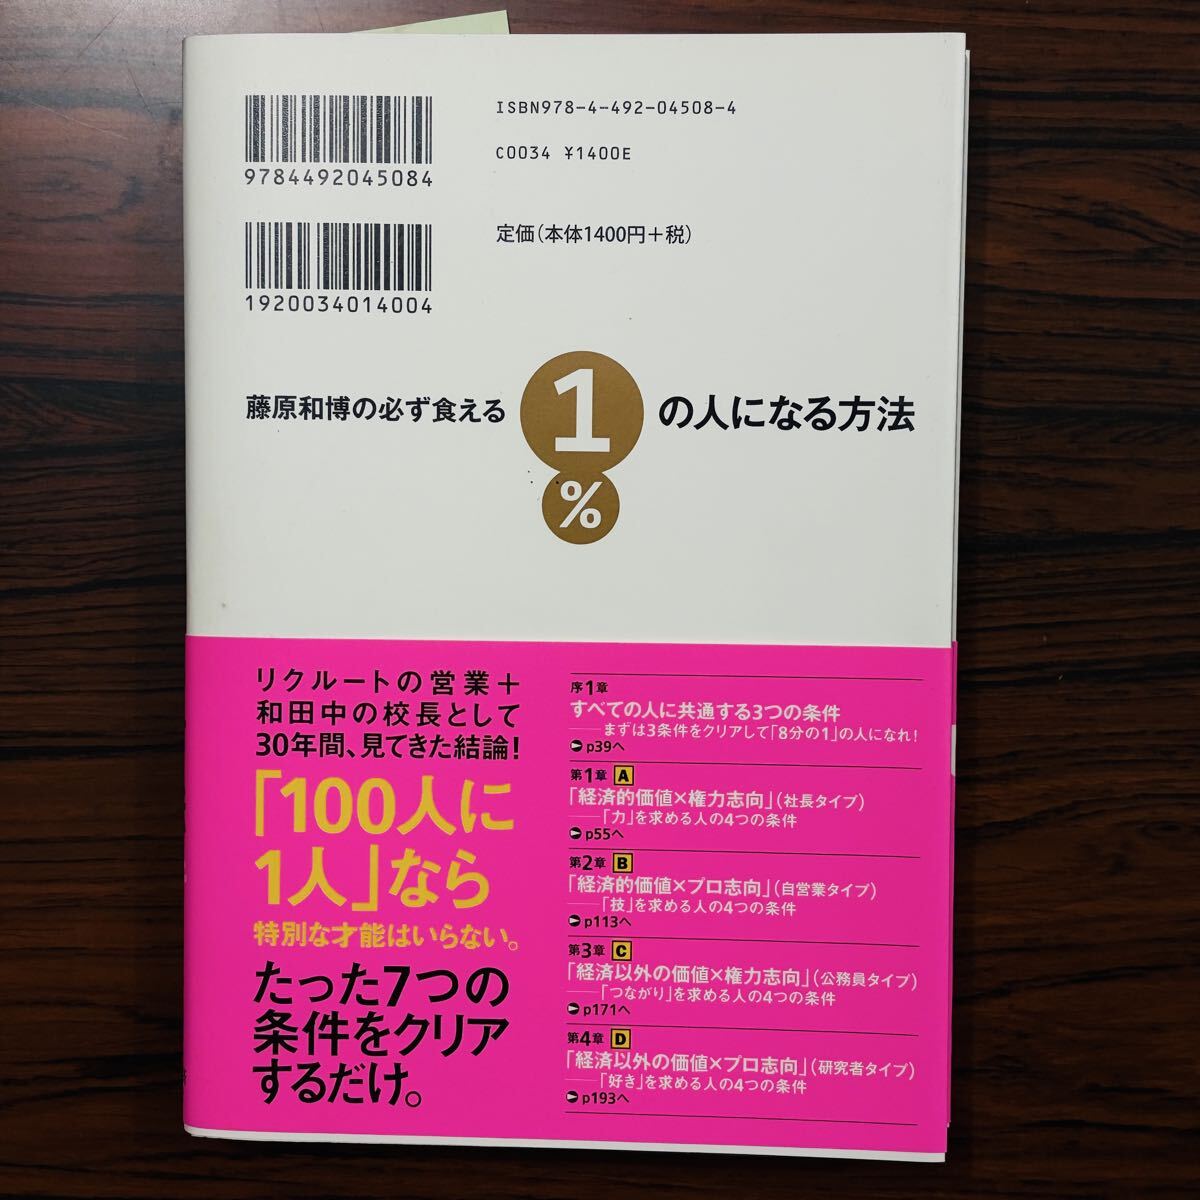 9784492045084
ISBN978-4-492-04508-4
C0034 ¥1400E
1920034014004
定価(本体1400円+税)
藤原和博の必ず食える1%の人になる方法
リクルートの営業+
和田中の校長として
30年間、見てきた結論!
「100人に
1人」なら
特別な才能はいらない。
たった7つの
条件をクリア
するだけ。
序1章
すべての人に共通する3つの条件
――まずは3条件をクリアして「8分の1」の人になれ!
p39へ
第1章 A
「経済的価値×権力志向」(社長タイプ)
――「力」を求める人の4つの条件
p55へ
第2章 B
「経済的価値×プロ志向」(自営業タイプ)
――「技」を求める人の4つの条件
p113へ
第3章 C
「経済以外の価値×権力志向」(公務員タイプ)
――「つながり」を求める人の4つの条件
p171へ
第4章 D
「経済以外の価値×プロ志向」(研究者タイプ)
――「好き」を求める人の4つの条件
p193へ